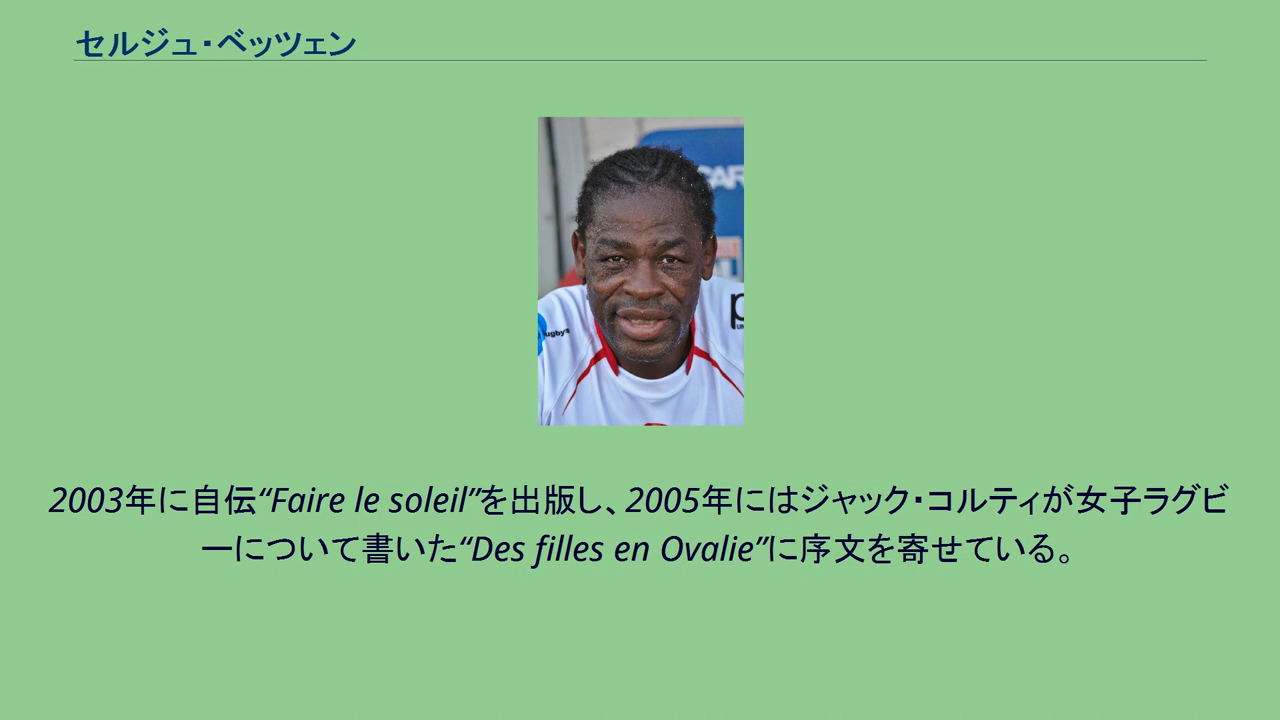 セルジュ・ベッツェン
CAR
ugbys
2003年に自伝“Faire le soleil”を出版し、2005年にはジャック・コルティが女子ラグビ
ーについて書いた“Des filles en Ovalie”に序文を寄せている。